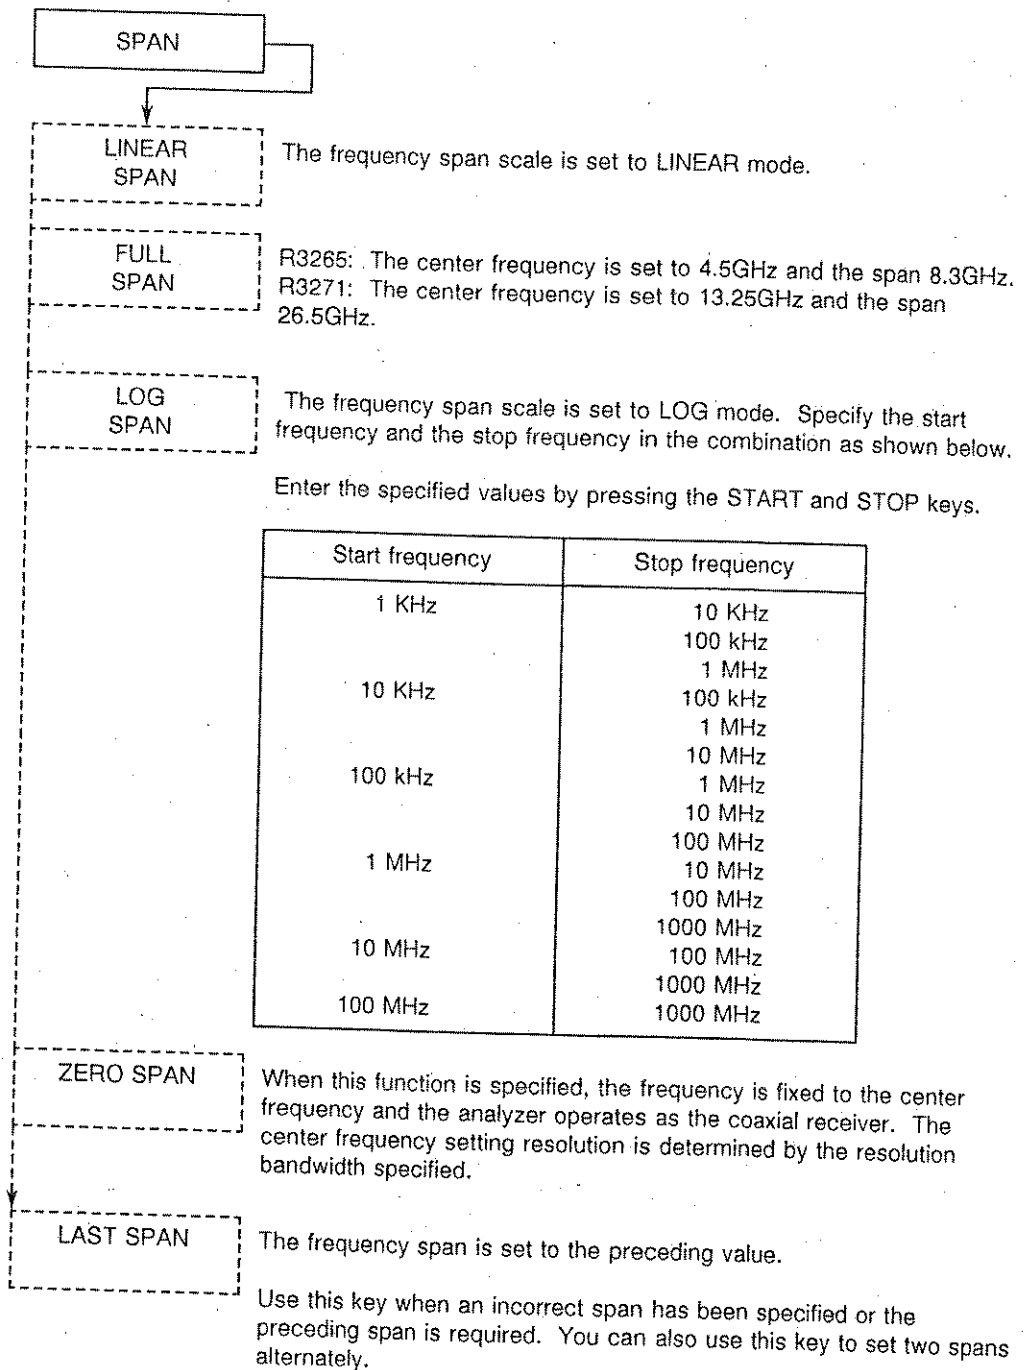 SPAN
LINEAR
SPAN
The frequency span scale is set to LINEAR mode.
FULL
SPAN
R3265: The center frequency is set to 4.5GHz and the span 8.3GHz.
R3271: The center frequency is set to 13.25GHz and the span
26.5GHz.
LOG
SPAN
The frequency span scale is set to LOG mode. Specify the start
frequency and the stop frequency in the combination as shown below.
Enter the specified values by pressing the START and STOP keys.
Start frequency Stop frequency
1 KHz 10 KHz
100 kHz
1 MHz
10 KHz 100 kHz
1 MHz
10 MHz
100 kHz 1 MHz
10 MHz
100 MHz
1 MHz 10 MHz
100 MHz
1000 MHz
10 MHz 100 MHz
1000 MHz
100 MHz 1000 MHz
ZERO SPAN
When this function is specified, the frequency is fixed to the center
frequency and the analyzer operates as the coaxial receiver. The
center frequency setting resolution is determined by the resolution
bandwidth specified.
LAST SPAN
The frequency span is set to the preceding value.
Use this key when an incorrect span has been specified or the
preceding span is required. You can also use this key to set two spans
alternately.